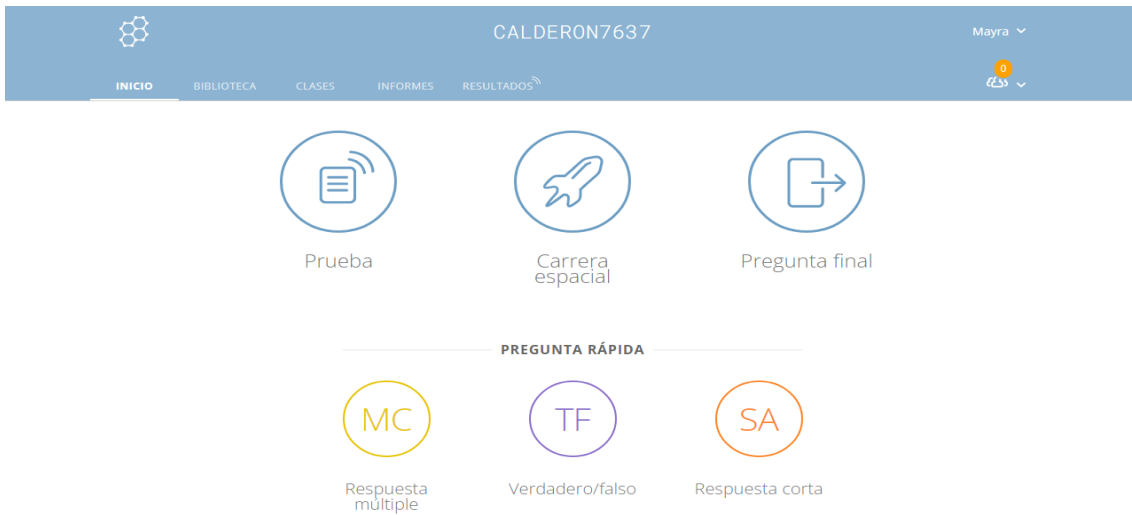 CALDERON7637
Mayra
INICIO BIBLIOTECA CLASES INFORMES RESULTADOS
0
Prueba
Carrera
espacial
Pregunta final
PREGUNTA RÁPIDA
MC
TF
SA
Respuesta
múltiple
Verdadero/falso
Respuesta corta